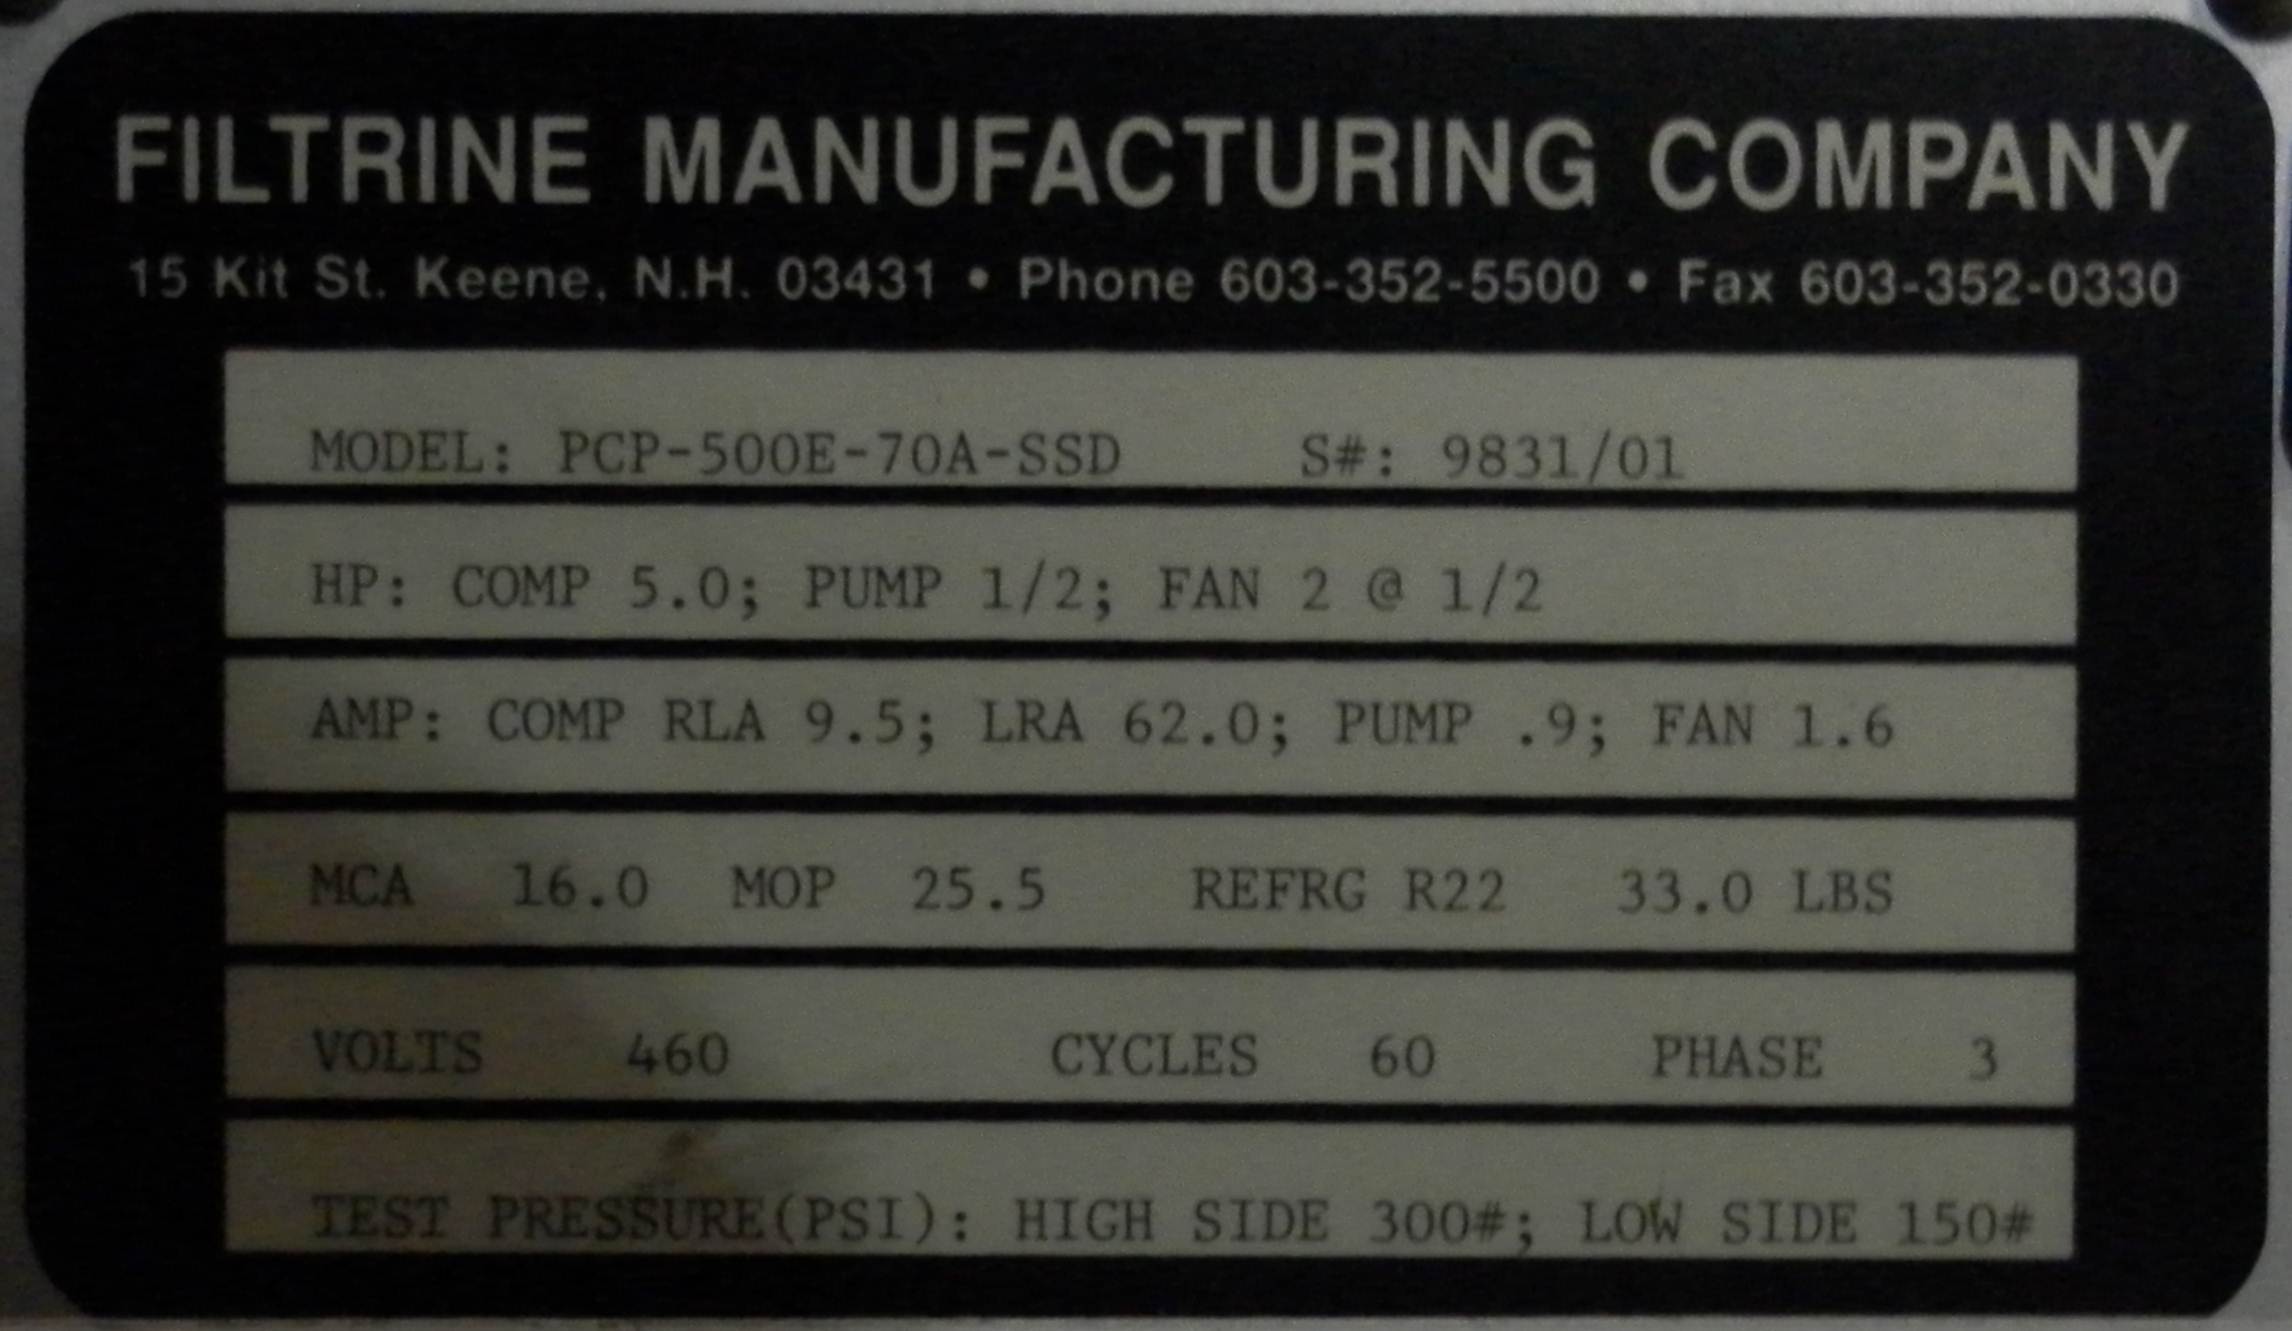 FILTRINE MANUFACTURING COMPANY
15 Kit St. Keene, N.H. 03431 • Phone 603-352-5500 • Fax 603-352-0330
MODEL: PCP-500E-70A-SSD S#: 9831/01
HP: COMP 5.0; PUMP 1/2; FAN 2 @ 1/2
AMP: COMP RLA 9.5; LRA 62.0; PUMP .9; FAN 1.6
MCA 16.0 MOP 25.5 REFRG R22 33.0 LBS
VOLTS 460 CYCLES 60 PHASE 3
TEST PRESSURE(PSI): HIGH SIDE 300#; LOW SIDE 150#